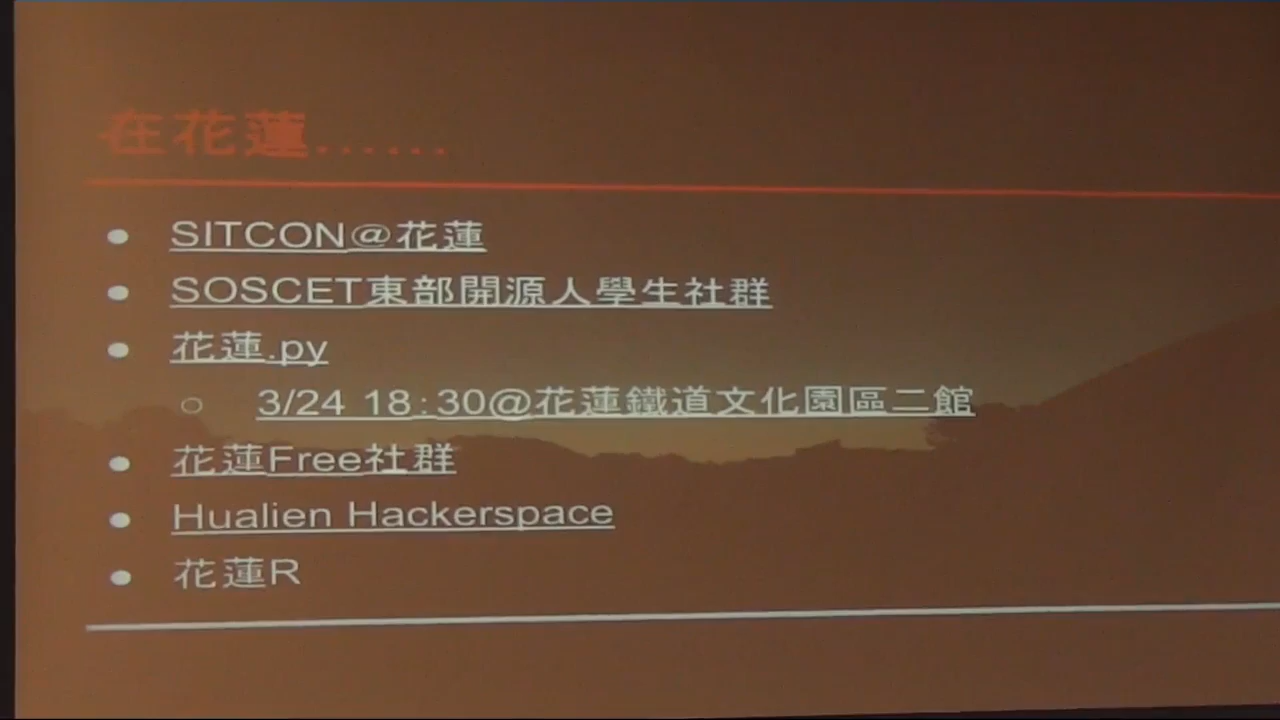 在花蓮......
SITCON@花蓮
SOSCET東部開源人學生社群
花蓮.py
3/24 18:30@花蓮鐵道文化園區二館
花蓮Free社群
Hualien Hackerspace
花蓮R